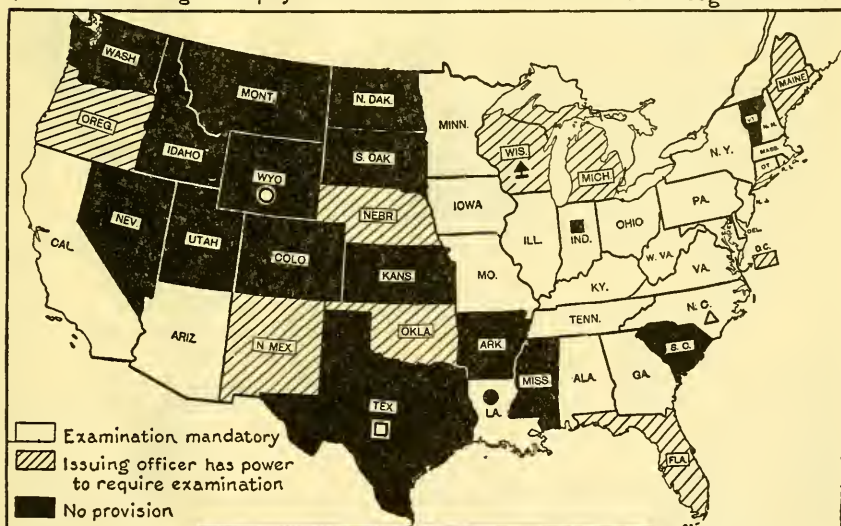 WASH
MONT.
N. DAK.
MINN.
MAINE
OREG.
IDAHO
WYO
S. DAK.
WIS.
MICH.
VT.
N.H.
MASS.
N.Y.
CT.
R.I.
NEV.
UTAH
COLO
NEBR
IOWA
ILL.
IND.
OHIO
PA.
N.J.
DEL.
D.C.
CAL.
KANS
MO.
KY.
W. VA.
VA.
ARIZ
N. MEX.
OKLA.
ARK
TENN.
N. C.
S. C.
TEX
LA.
MISS
ALA.
GA.
FLA.
Examination mandatory
Issuing officer has power
to require examination
No provision